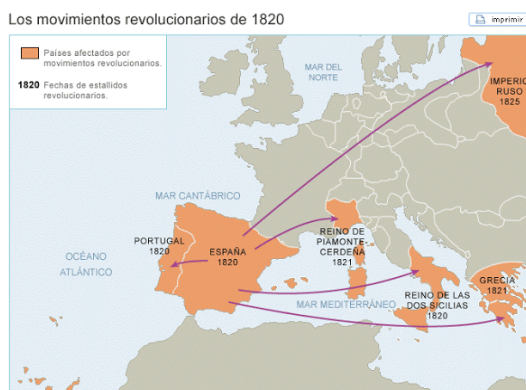 Los movimientos revolucionarios de 1820
imprimir
Países afectados por
movimientos revolucionarios.
1820 Fechas de estallidos
revolucionarios.
MAR DEL
NORTE
IMPERIO
RUSO
1825
MAR CANTÁBRICO
PORTUGAL
1820
ESPAÑA
1820
REINO DE
PIAMONTE-
CERDEÑA
1821
OCÉANO
ATLÁNTICO
MAR MEDITERRÁNEO
REINO DE LAS
DOS SICILIAS
1820
GRECIA
1821